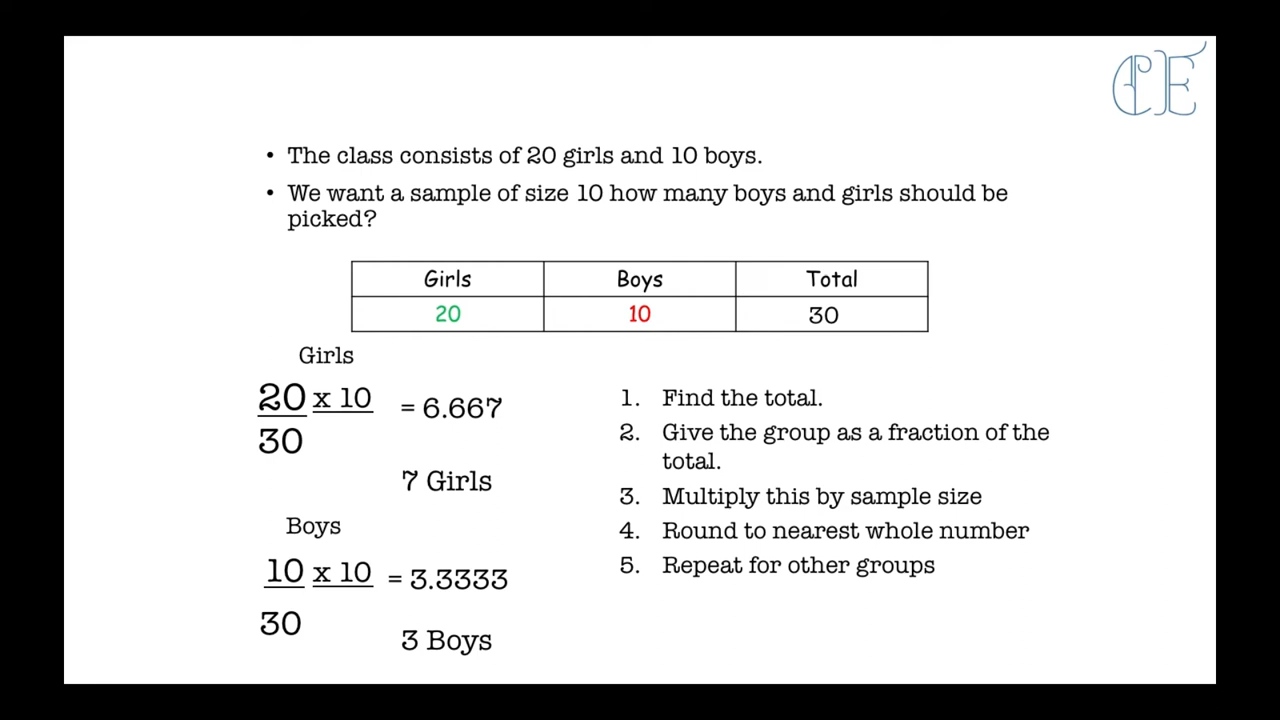 CE
• The class consists of 20 girls and 10 boys.
• We want a sample of size 10 how many boys and girls should be
picked?
Girls Boys Total
20 10 30
Girls
20 x 10 = 6.667
30
7 Girls
Boys
10 x 10 = 3.3333
30
3 Boys
1. Find the total.
2. Give the group as a fraction of the
total.
3. Multiply this by sample size
4. Round to nearest whole number
5. Repeat for other groups